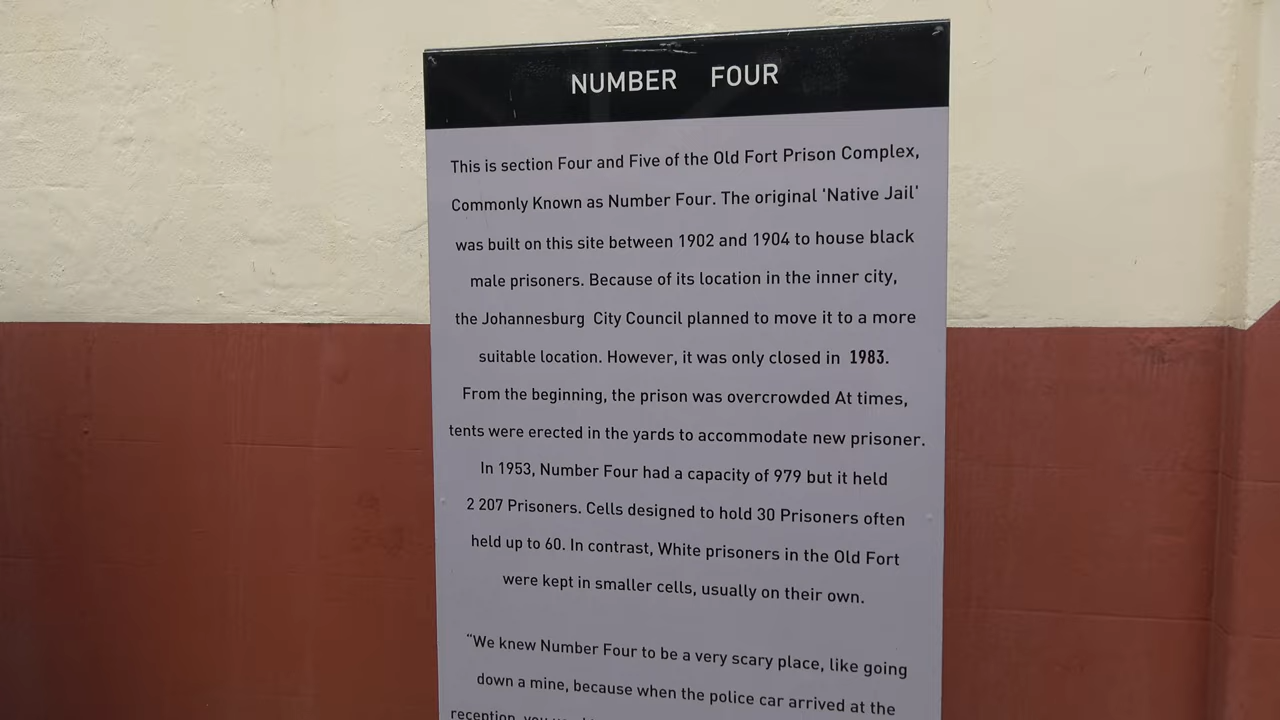 NUMBER FOUR
This is section Four and Five of the Old Fort Prison Complex,
Commonly Known as Number Four. The original 'Native Jail'
was built on this site between 1902 and 1904 to house black
male prisoners. Because of its location in the inner city,
the Johannesburg City Council planned to move it to a more
suitable location. However, it was only closed in 1983.
From the beginning, the prison was overcrowded At times,
tents were erected in the yards to accommodate new prisoner.
In 1953, Number Four had a capacity of 979 but it held
2 207 Prisoners. Cells designed to hold 30 Prisoners often
held up to 60. In contrast, White prisoners in the Old Fort
were kept in smaller cells, usually on their own.
"We knew Number Four to be a very scary place, like going
down a mine, because when the police car arrived at the
reception, you